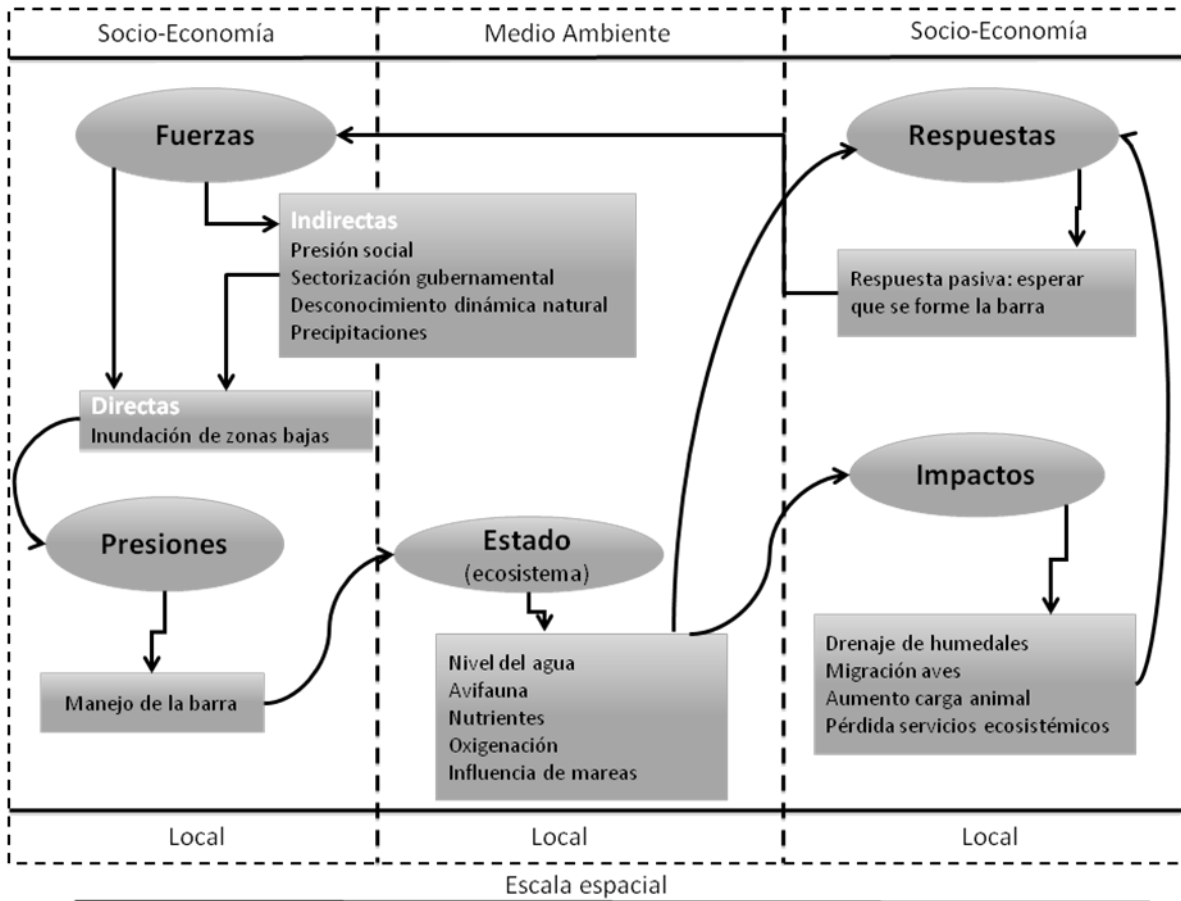 Socio-Economía
Medio Ambiente
Socio-Economía
Fuerzas
Respuestas
Indirectas
Presión social
Sectorización gubernamental
Desconocimiento dinámica natural
Precipitaciones
Respuesta pasiva: esperar
que se forme la barra
Directas
Inundación de zonas bajas
Impactos
Presiones
Estado
(ecosistema)
Drenaje de humedales
Migración aves
Aumento carga animal
Pérdida servicios ecosistémicos
Nivel del agua
Avifauna
Nutrientes
Oxigenación
Influencia de mareas
Manejo de la barra
Local
Local
Local
Escala espacial